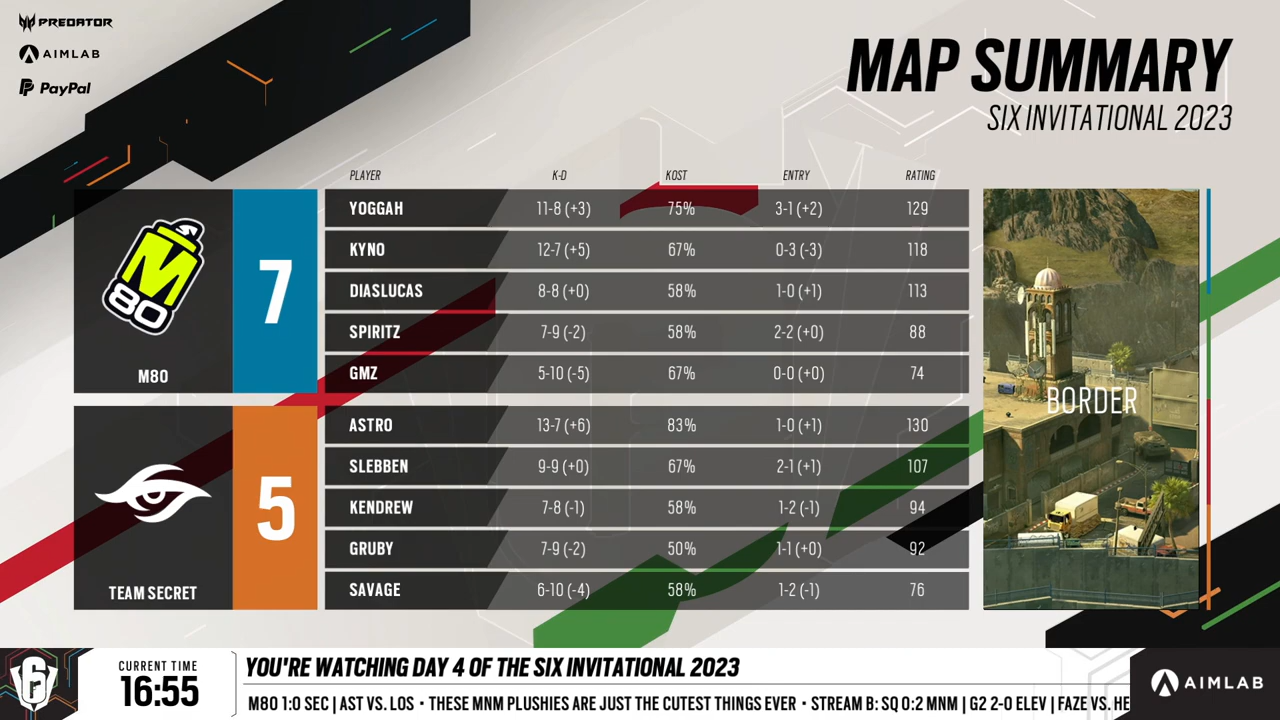 PREDATOR
AIMLAB
PayPal
MAP SUMMARY
SIX INVITATIONAL 2023
PLAYER K-D KOST ENTRY RATING
M80
7
M80
YOGGAH 11-8 (+3) 75% 3-1 (+2) 129
KYNO 12-7 (+5) 67% 0-3 (-3) 118
DIASLUCAS 8-8 (+0) 58% 1-0 (+1) 113
SPIRITZ 7-9 (-2) 58% 2-2 (+0) 88
GMZ 5-10 (-5) 67% 0-0 (+0) 74
5
TEAM SECRET
ASTRO 13-7 (+6) 83% 1-0 (+1) 130
SLEBBEN 9-9 (+0) 67% 2-1 (+1) 107
KENDREW 7-8 (-1) 58% 1-2 (-1) 94
GRUBY 7-9 (-2) 50% 1-1 (+0) 92
SAVAGE 6-10 (-4) 58% 1-2 (-1) 76
BORDER
6
CURRENT TIME
16:55
YOU'RE WATCHING DAY 4 OF THE SIX INVITATIONAL 2023
M80 1:0 SEC | AST VS. LOS · THESE MNM PLUSHIES ARE JUST THE CUTEST THINGS EVER · STREAM B: SQ 0:2 MNM | G2 2-0 ELEV | FAZE VS. HE
AIMLAB